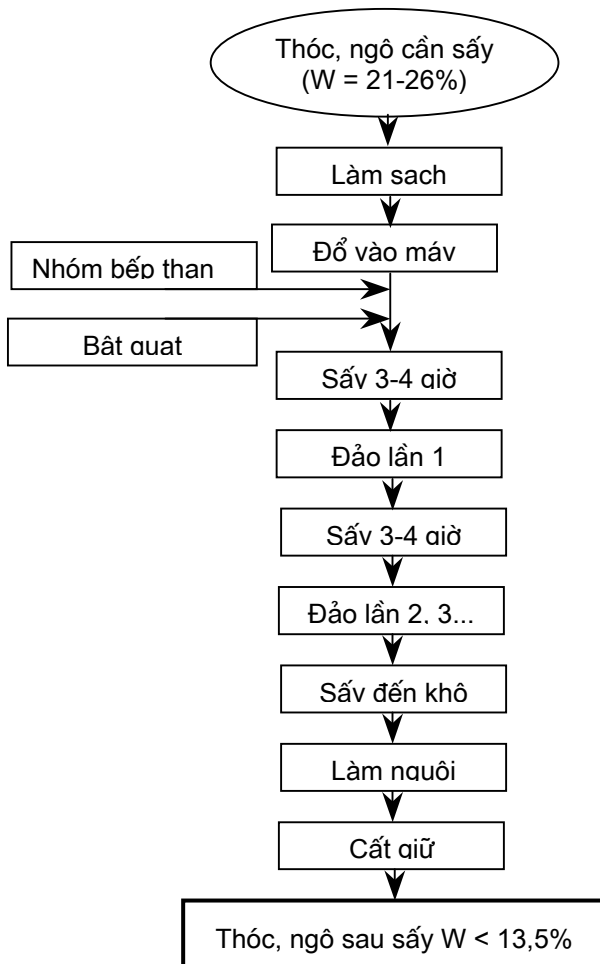 Thóc, ngô cần sấy
(W = 21-26%)
Làm sạch
Đổ vào máy
Nhóm bếp than
Bật quạt
Sấy 3-4 giờ
Đảo lần 1
Sấy 3-4 giờ
Đảo lần 2, 3...
Sấy đến khô
Làm nguội
Cất giữ
Thóc, ngô sau sấy W < 13,5%